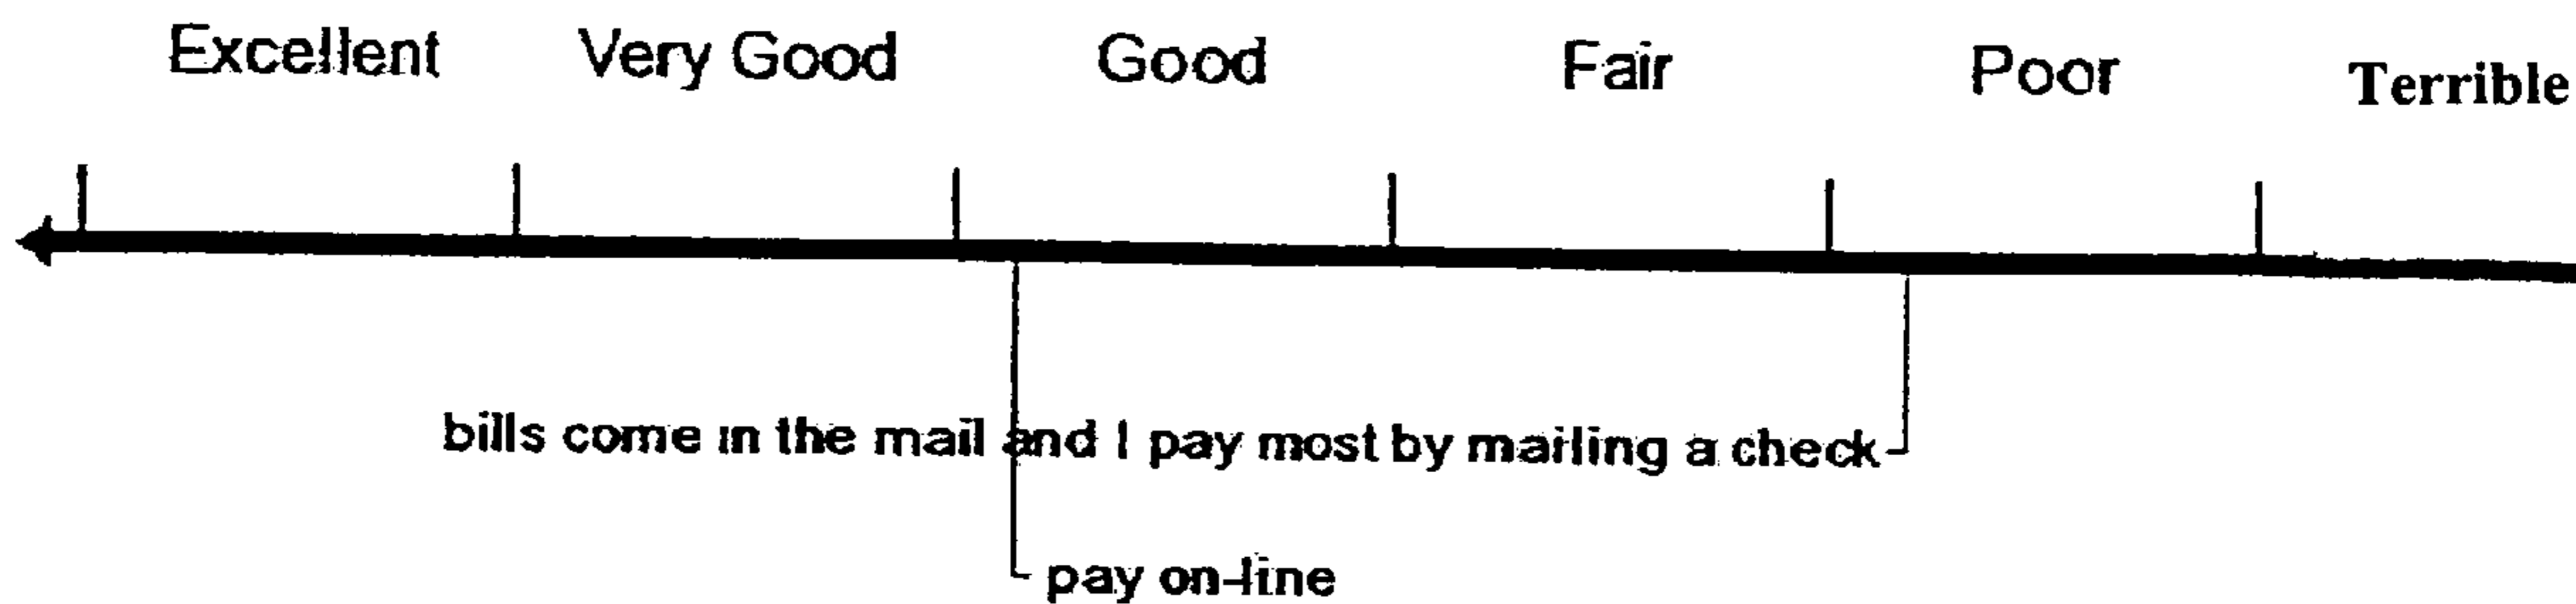 Excellent Very Good Good Fair Poor Terrible
bills come in the mail and I pay most by mailing a check
pay on-line